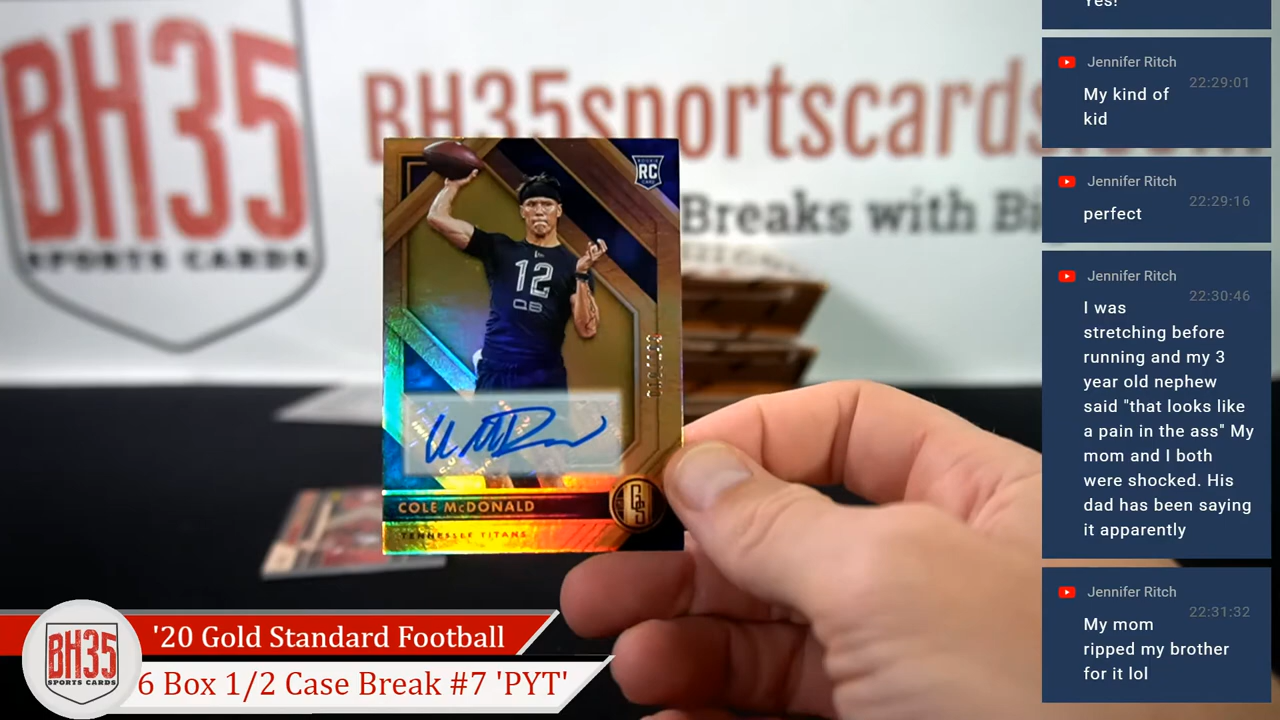 BH35
SPORTS CARDS
BH35sportscards.
Breaks with Bi
RC
12
QB
COLE McDONALD
TENNESSEE TITANS
GS
BH35
SPORTS CARDS
'20 Gold Standard Football
6 Box 1/2 Case Break #7 'PYT'
Yes!
Jennifer Ritch
22:29:01
My kind of
kid
Jennifer Ritch
22:29:16
perfect
Jennifer Ritch
22:30:46
I was
stretching before
running and my 3
year old nephew
said "that looks like
a pain in the ass" My
mom and I both
were shocked. His
dad has been saying
it apparently
Jennifer Ritch
22:31:32
My mom
ripped my brother
for it lol